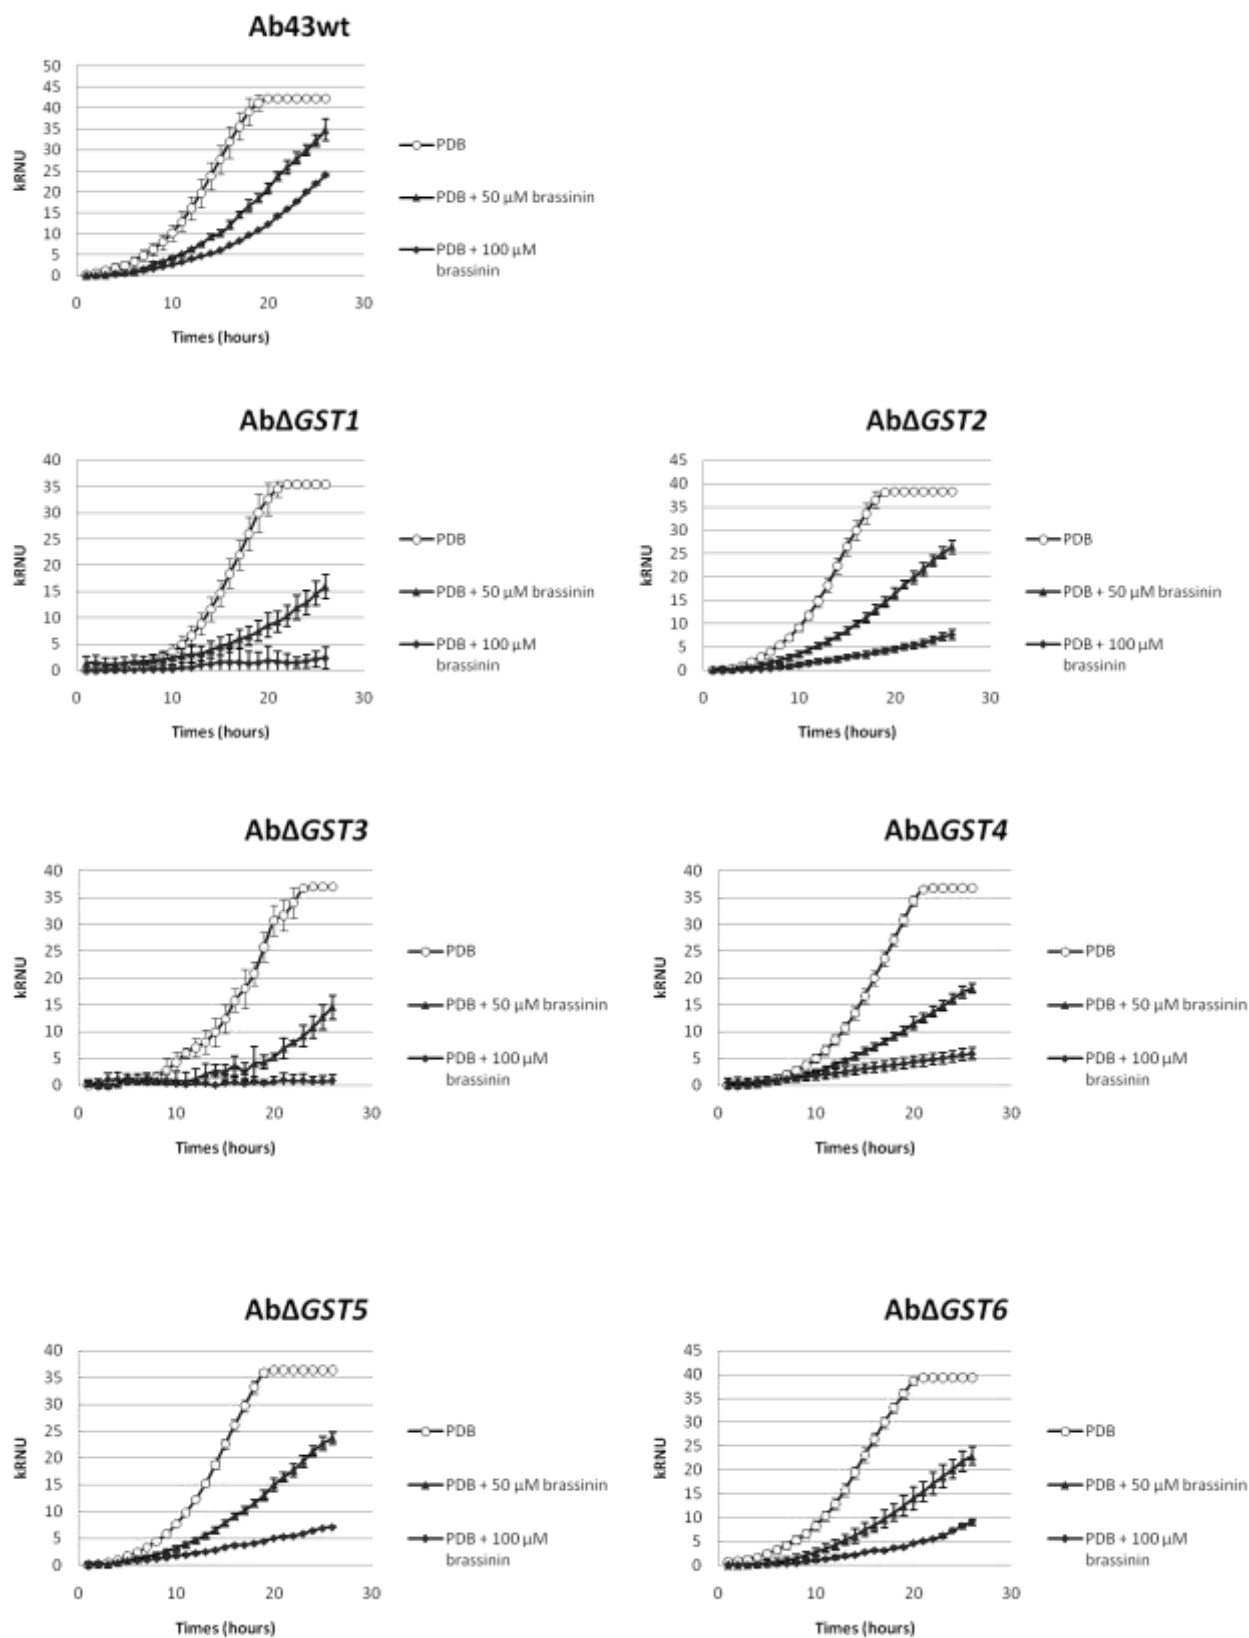 Ab43wt
50
45
40
35
30
25
20
15
10
5
0
kRNU
0 10 20 30
Times (hours)
PDB
PDB + 50 µM brassinin
PDB + 100 µM
brassinin
AbΔGST1
40
35
30
25
20
15
10
5
0
kRNU
0 10 20 30
Times (hours)
PDB
PDB + 50 µM brassinin
PDB + 100 µM
brassinin
AbΔGST2
45
40
35
30
25
20
15
10
5
0
kRNU
0 10 20 30
Times (hours)
PDB
PDB + 50 µM brassinin
PDB + 100 µM
brassinin
AbΔGST3
40
35
30
25
20
15
10
5
0
kRNU
0 10 20 30
Times (hours)
PDB
PDB + 50 µM brassinin
PDB + 100 µM
brassinin
AbΔGST4
40
35
30
25
20
15
10
5
0
kRNU
0 10 20 30
Times (hours)
PDB
PDB + 50 µM brassinin
PDB + 100 µM
brassinin
AbΔGST5
40
35
30
25
20
15
10
5
0
kRNU
0 10 20 30
Times (hours)
PDB
PDB + 50 µM brassinin
PDB + 100 µM
brassinin
AbΔGST6
45
40
35
30
25
20
15
10
5
0
kRNU
0 10 20 30
Times (hours)
PDB
PDB + 50 µM brassinin
PDB + 100 µM
brassinin